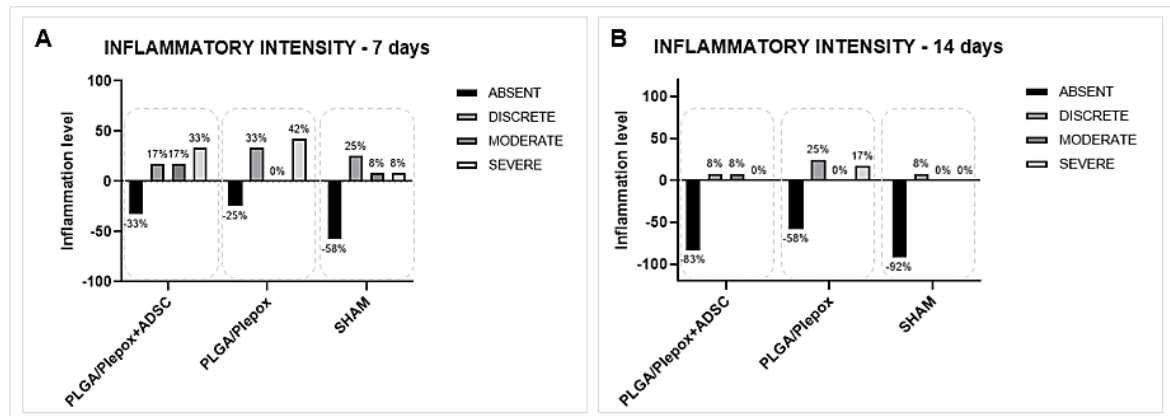 A
INFLAMMATORY INTENSITY - 7 days
ABSENT
DISCRETE
MODERATE
SEVERE
Inflammation level
100
50
0
-50
-100
-33%
17%
17%
33%
-25%
33%
0%
42%
-58%
25%
8%
8%
PLGA/Plepox+ADSC
PLGA/Plepox
SHAM
B
INFLAMMATORY INTENSITY - 14 days
ABSENT
DISCRETE
MODERATE
SEVERE
Inflammation level
100
50
0
-50
-100
-83%
8%
8%
0%
-58%
25%
0%
17%
-92%
8%
0%
0%
PLGA/Plepox+ADSC
PLGA/Plepox
SHAM